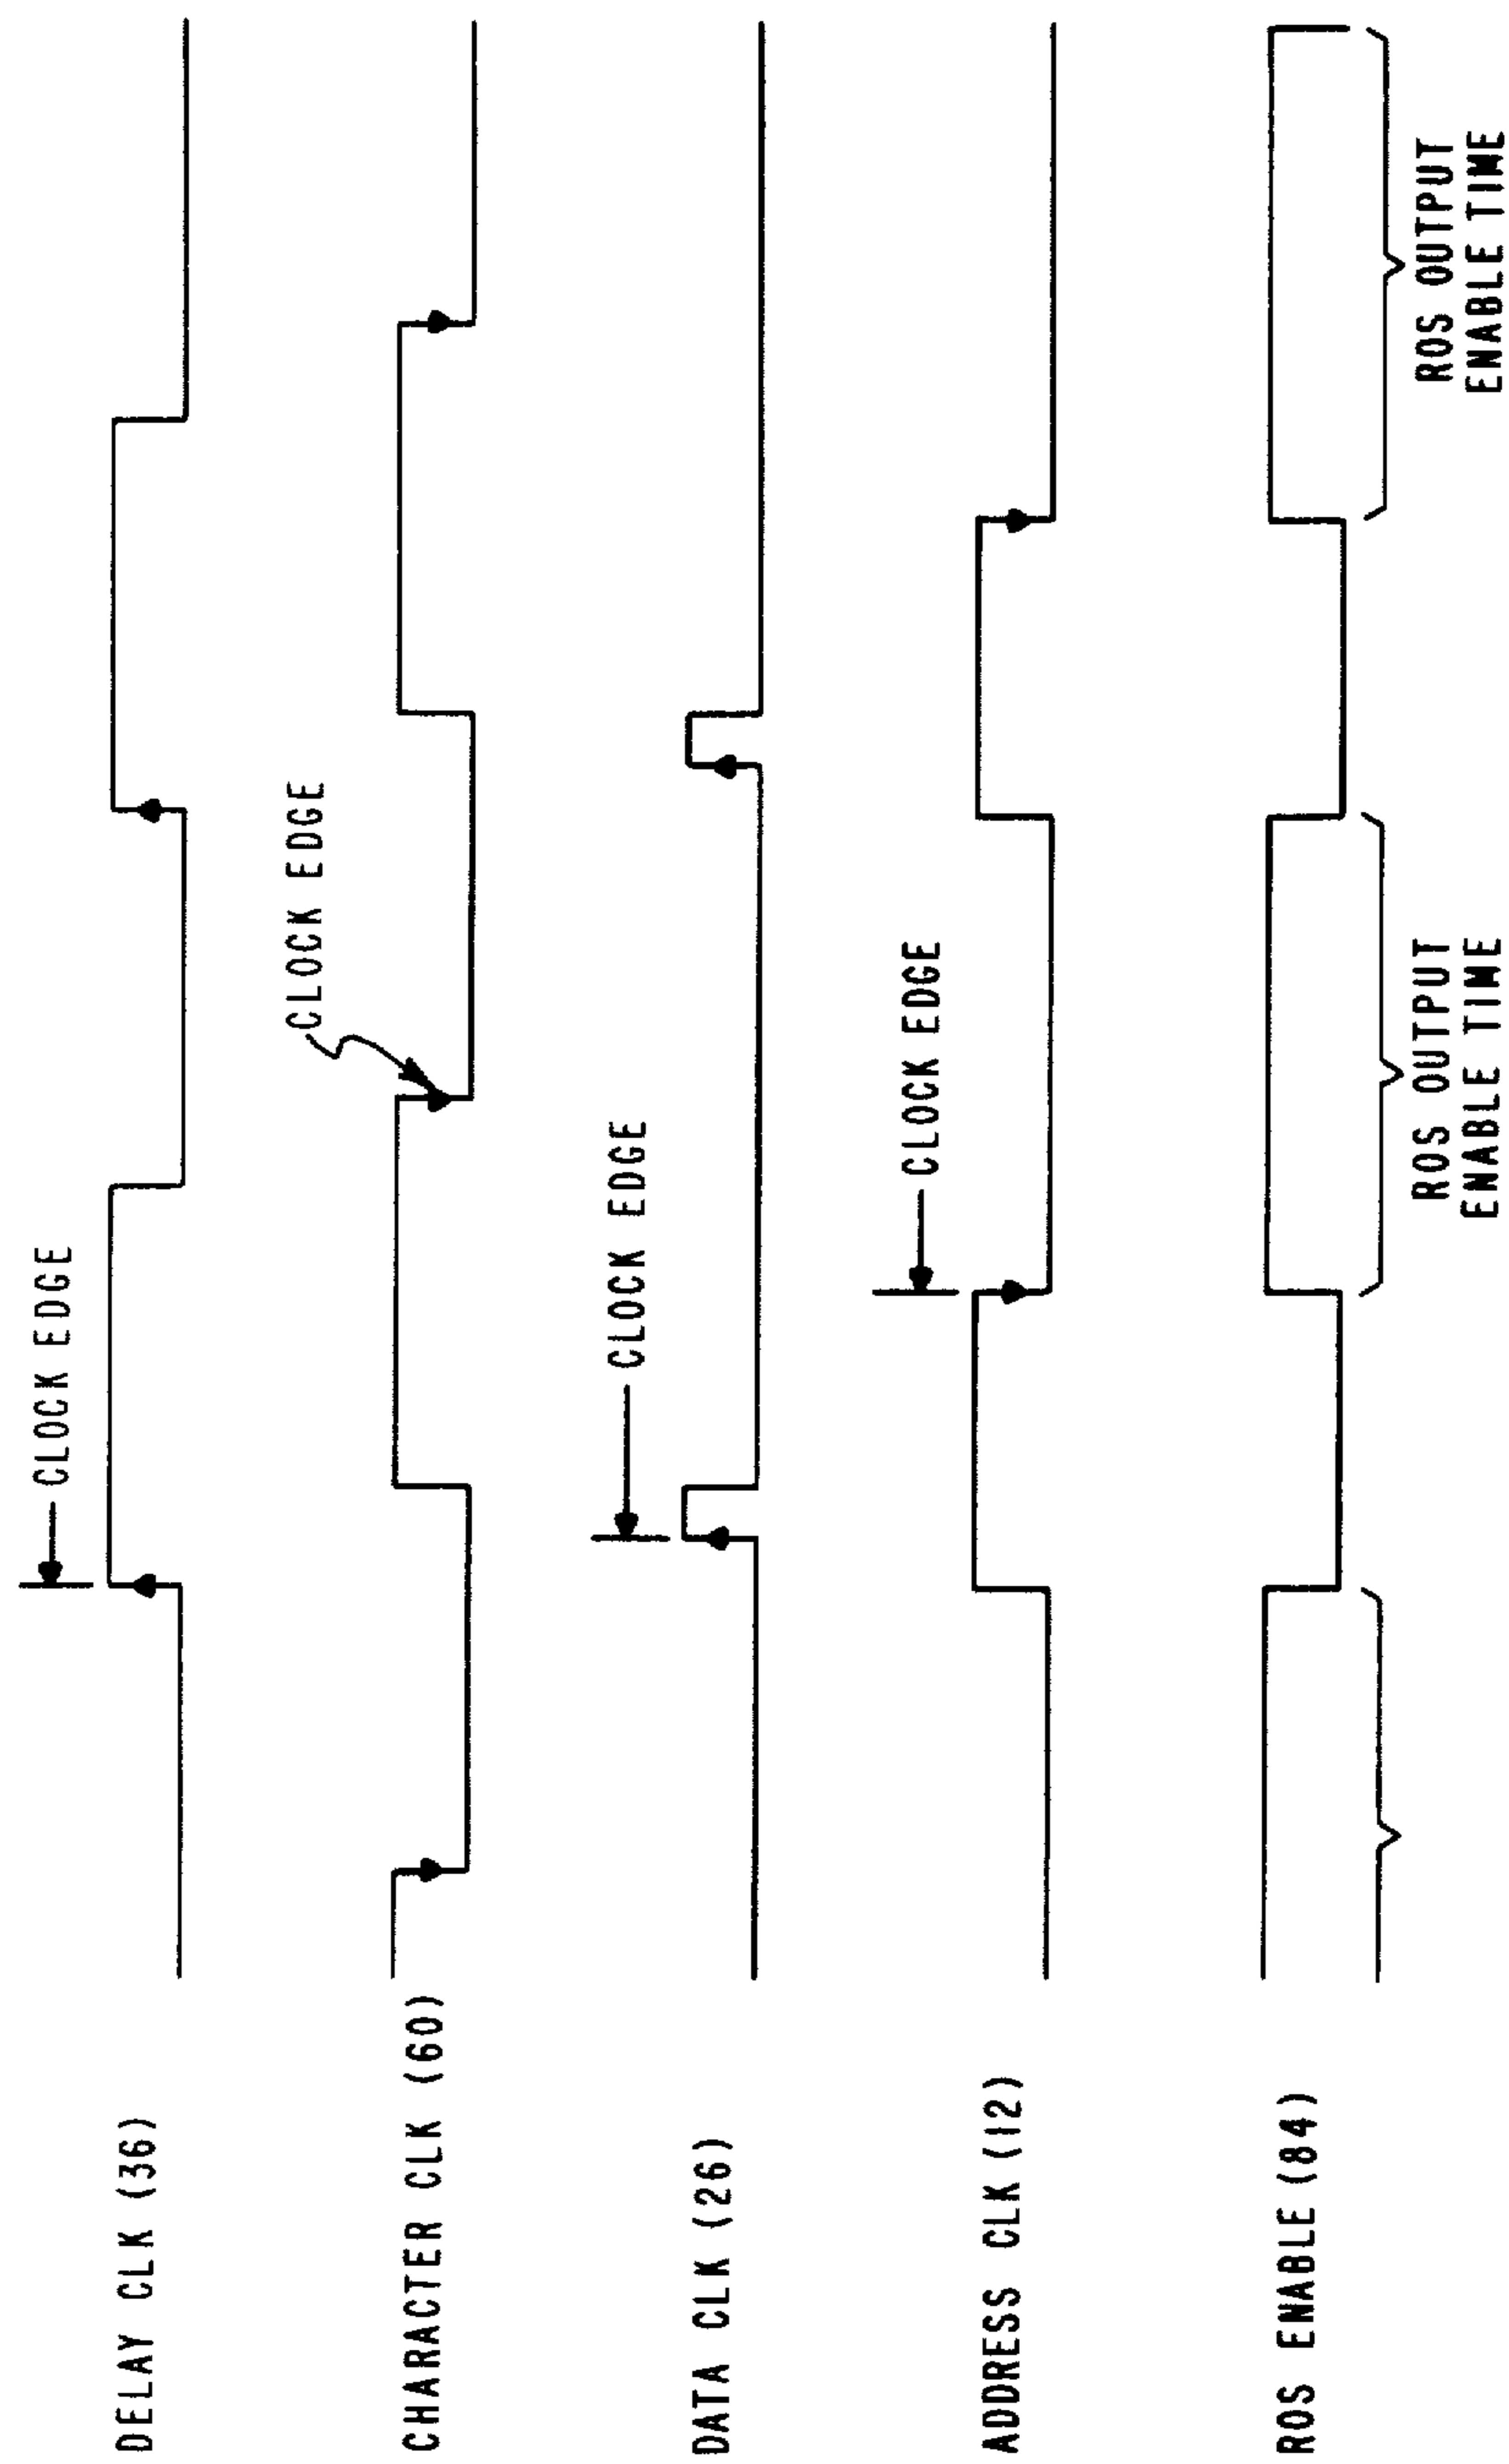 DELAY CLK (36)
CLOCK EDGE
CHARACTER CLK (60)
CLOCK EDGE
DATA CLK (26)
CLOCK EDGE
ADDRESS CLK (12)
CLOCK EDGE
ROS ENABLE (84)
ROS OUTPUT
ENABLE TIME
ROS OUTPUT
ENABLE TIME